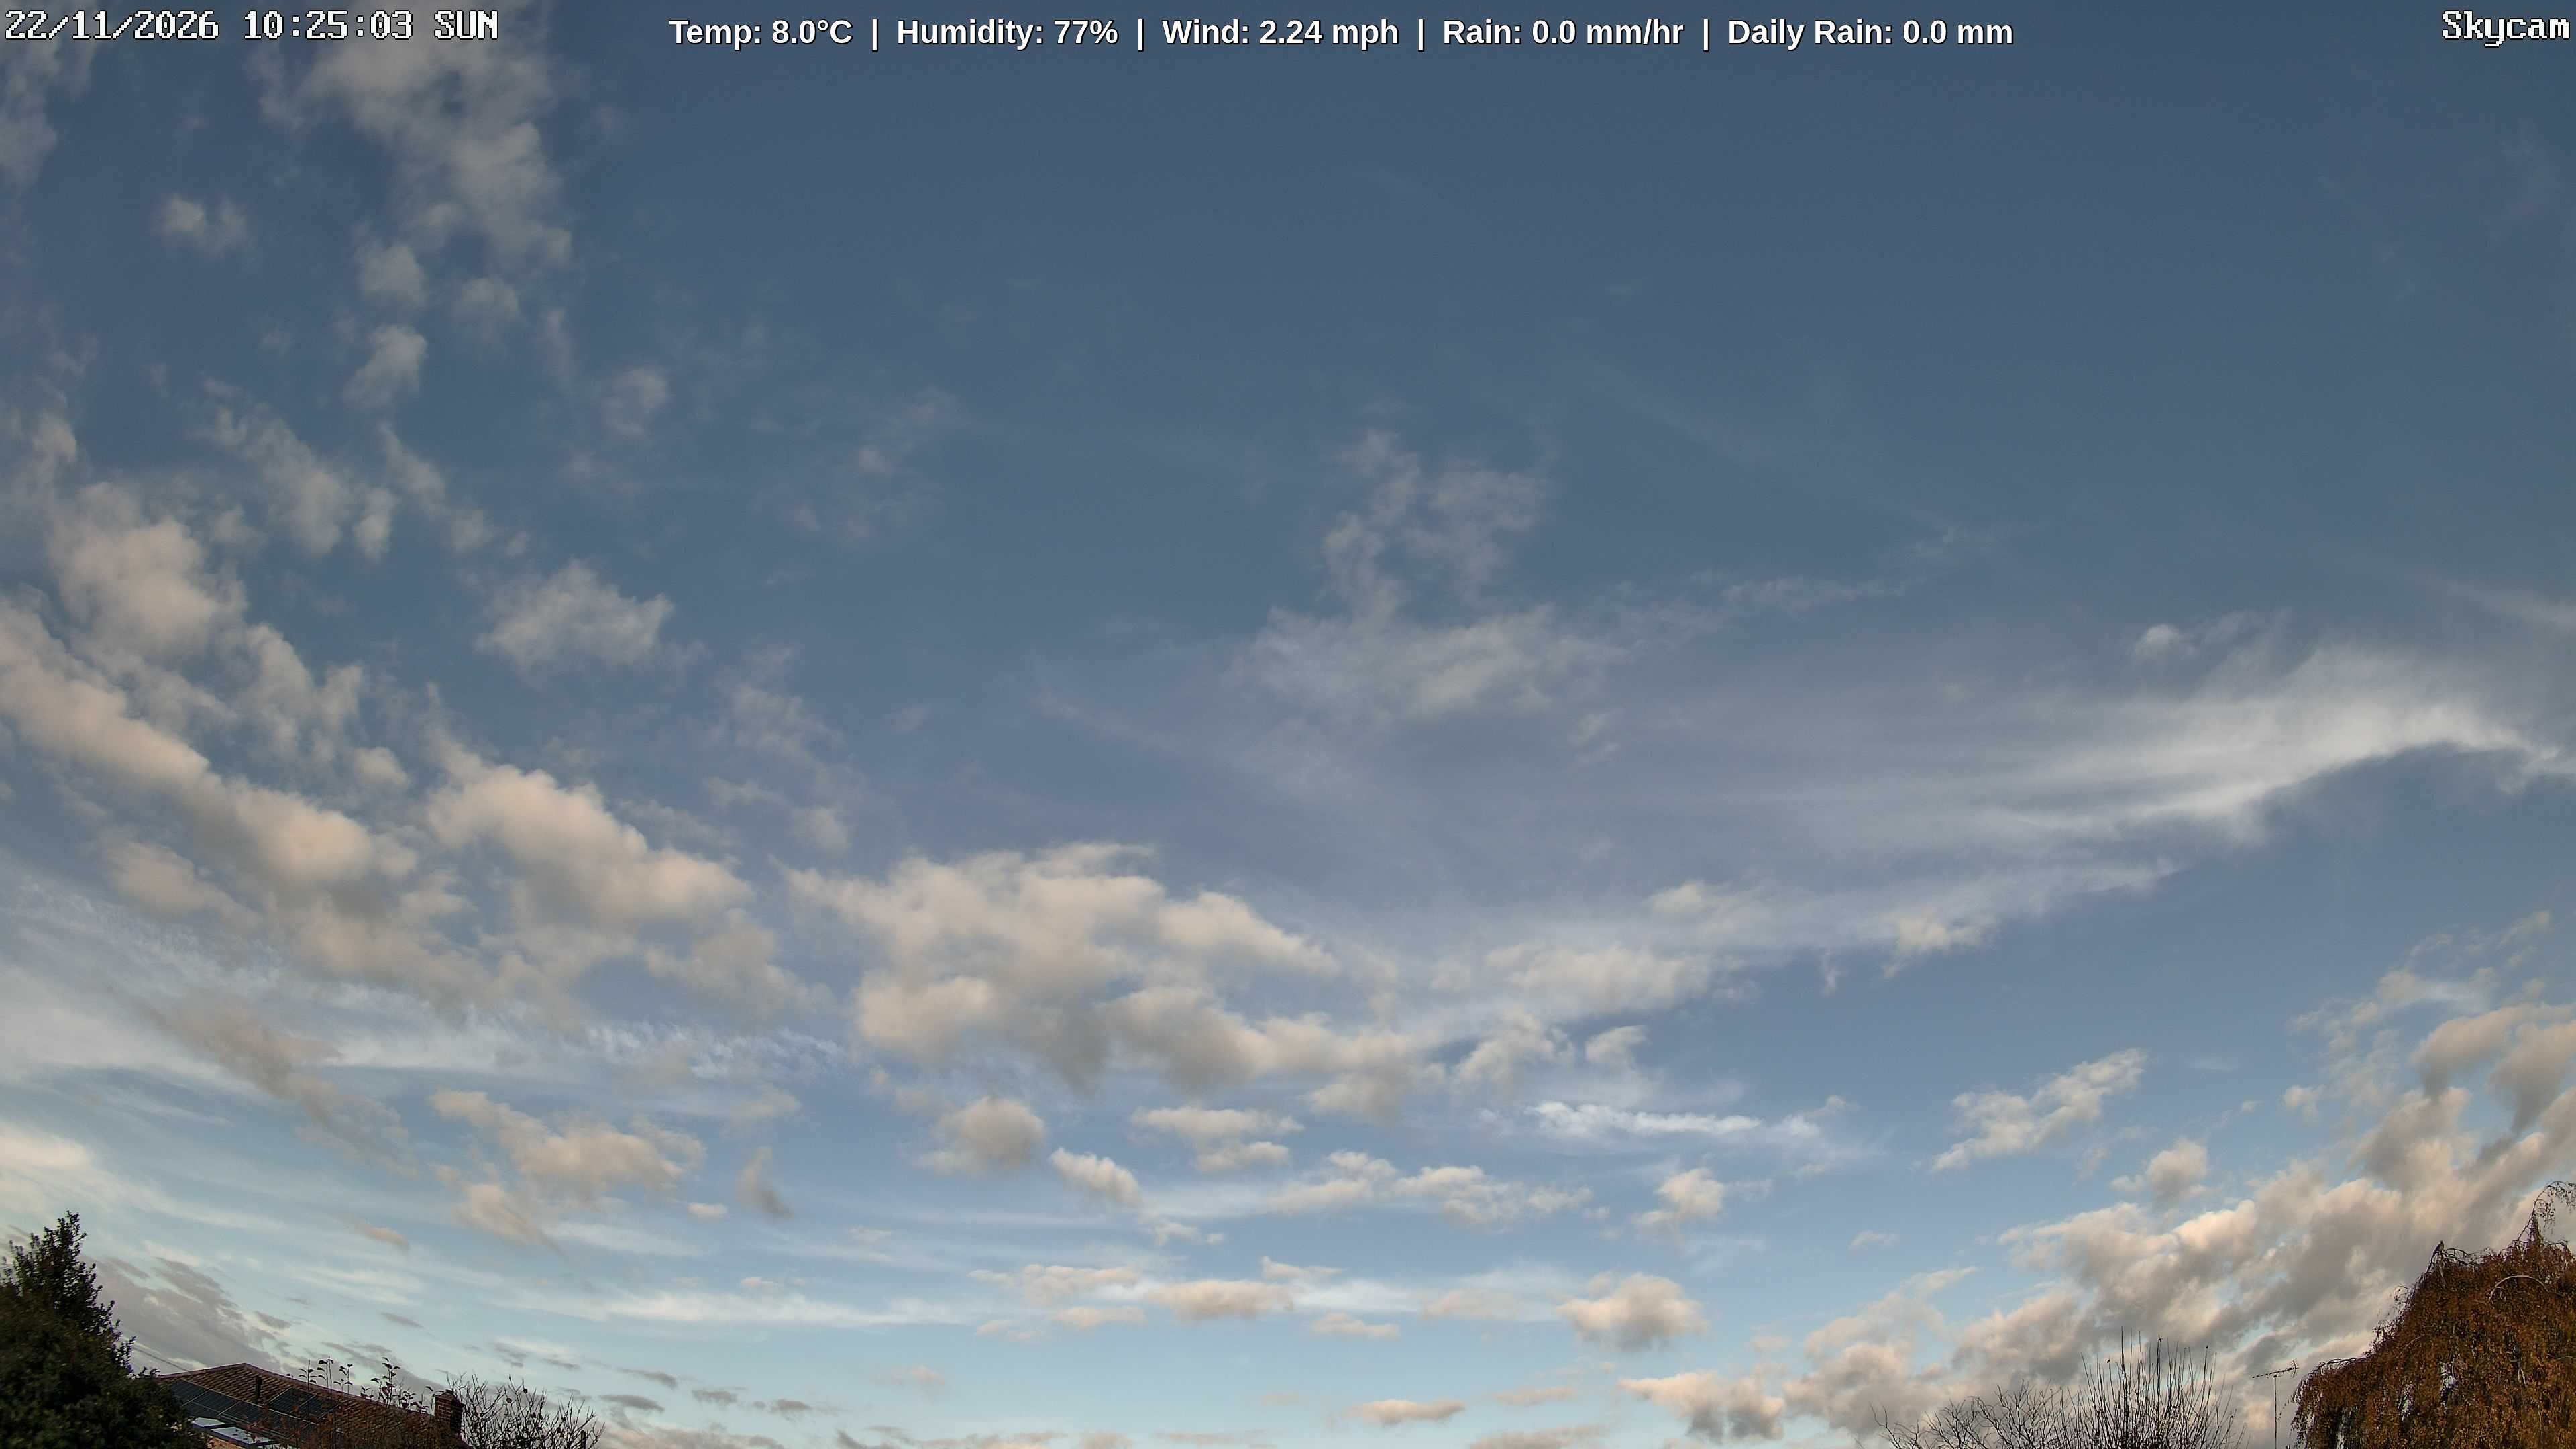 22/11/2026 10:25:03 SUN
Temp: 8.0°C | Humidity: 77% | Wind: 2.24 mph | Rain: 0.0 mm/hr | Daily Rain: 0.0 mm
Skycam